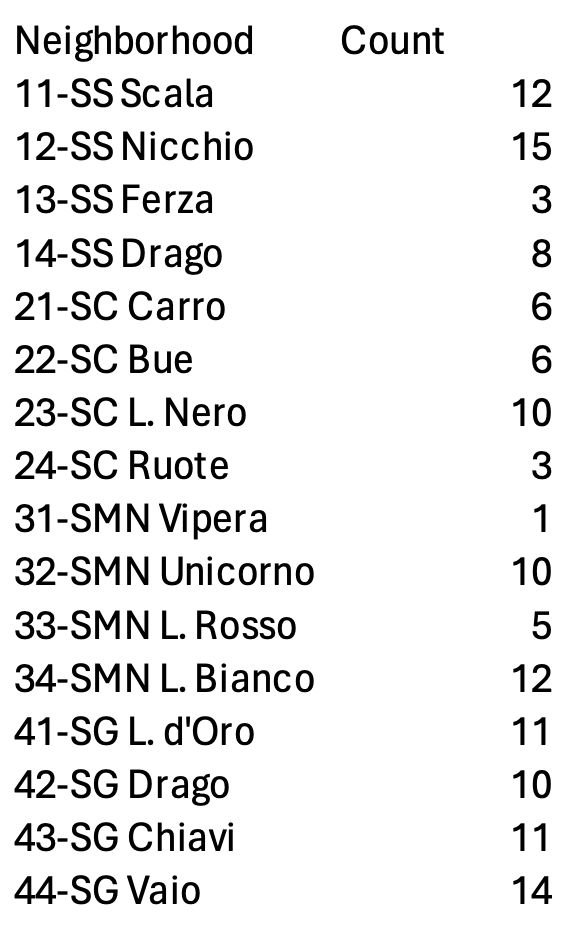 Neighborhood Count
11-SS Scala 12
12-SS Nicchio 15
13-SS Ferza 3
14-SS Drago 8
21-SC Carro 6
22-SC Bue 6
23-SC L. Nero 10
24-SC Ruote 3
31-SMN Vipera 1
32-SMN Unicorno 10
33-SMN L. Rosso 5
34-SMN L. Bianco 12
41-SG L. d'Oro 11
42-SG Drago 10
43-SG Chiavi 11
44-SG Vaio 14